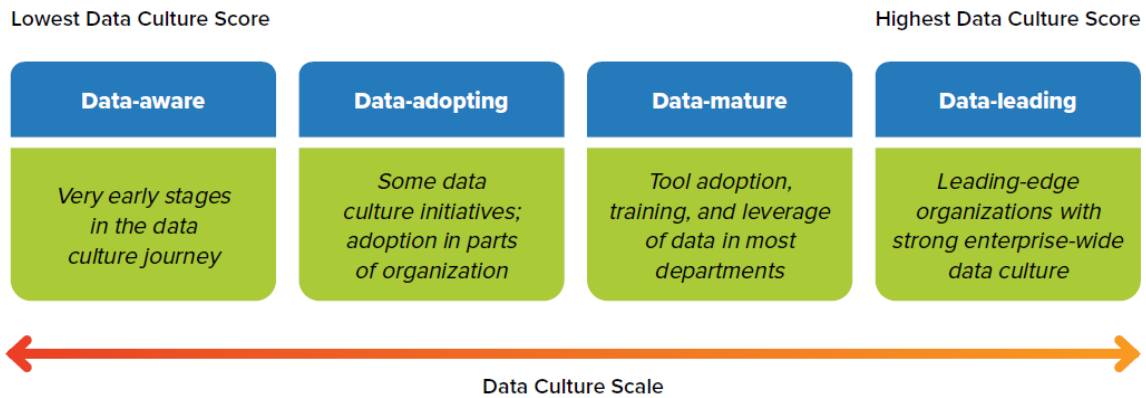 Lowest Data Culture Score
Highest Data Culture Score
Data-aware
Data-adopting
Data-mature
Data-leading
Very early stages
in the data
culture journey
Some data
culture initiatives;
adoption in parts
of organization
Tool adoption,
training, and leverage
of data in most
departments
Leading-edge
organizations with
strong enterprise-wide
data culture
Data Culture Scale